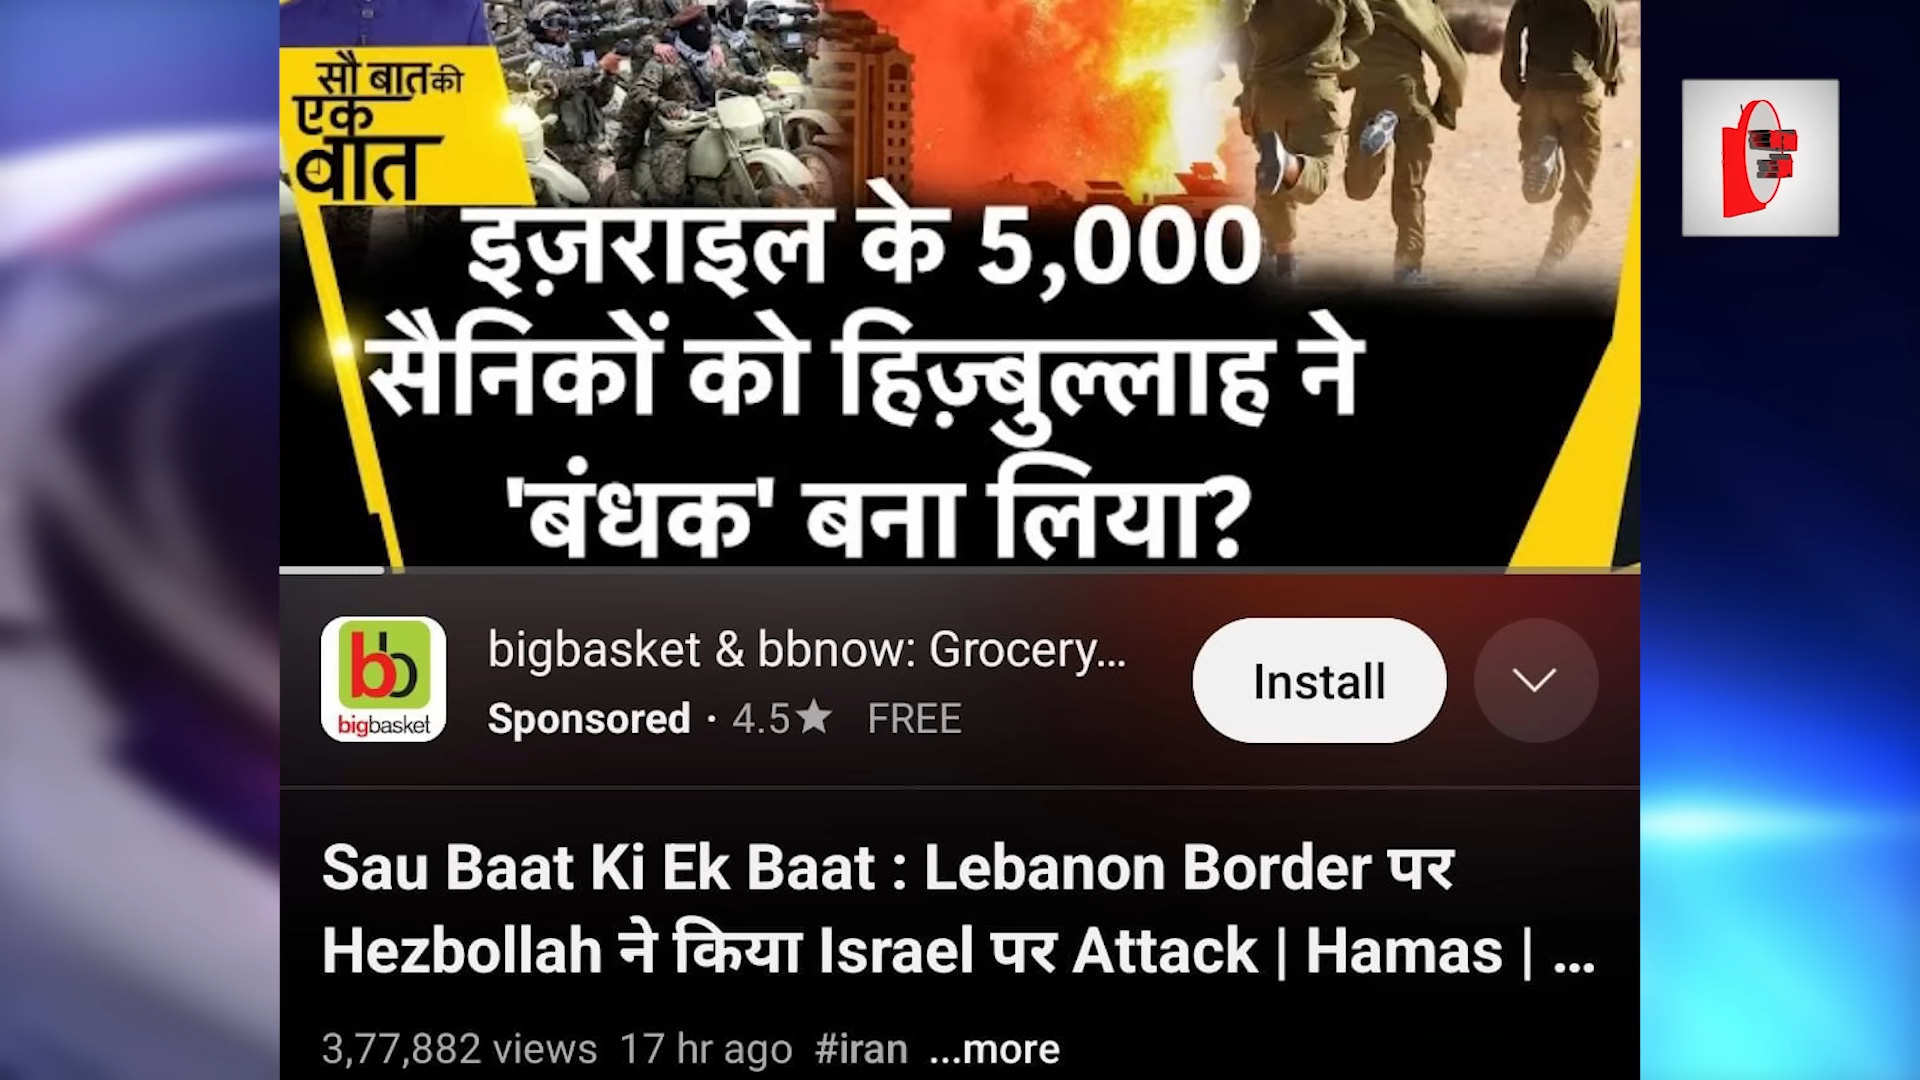 सौ बात की
एक
बात
इज़राइल के 5,000
सैनिकों को हिज़्बुल्लाह ने
'बंधक' बना लिया?
bb
bigbasket
bigbasket & bbnow: Grocery...
Sponsored · 4.5★ FREE
Install
Sau Baat Ki Ek Baat : Lebanon Border पर
Hezbollah ने किया Israel पर Attack | Hamas | ...
3,77,882 views 17 hr ago #iran ...more